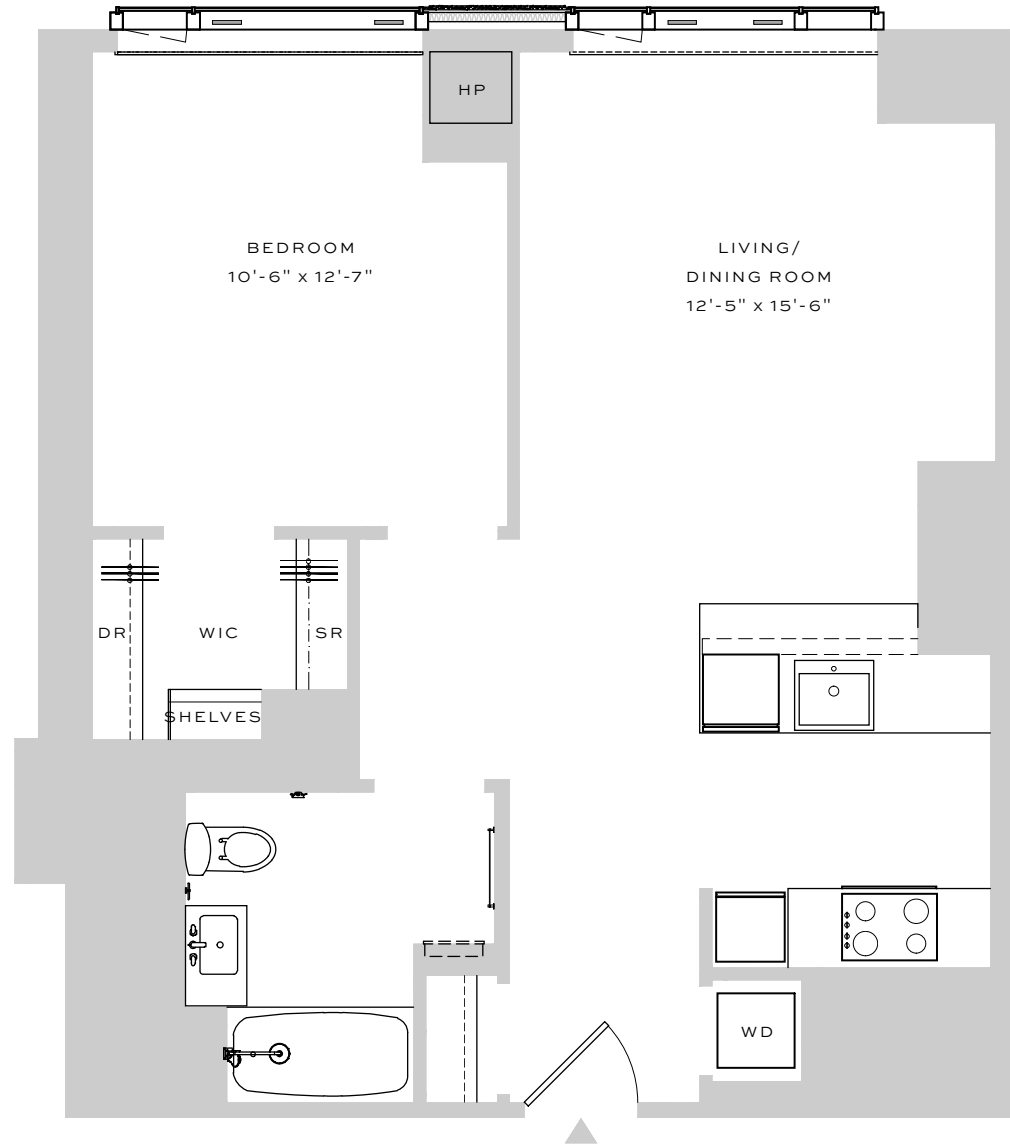 HP
BEDROOM
10'-6" x 12'-7"
LIVING/
DINING ROOM
12'-5" x 15'-6"
DR
WIC
SR
SHELVES
WD